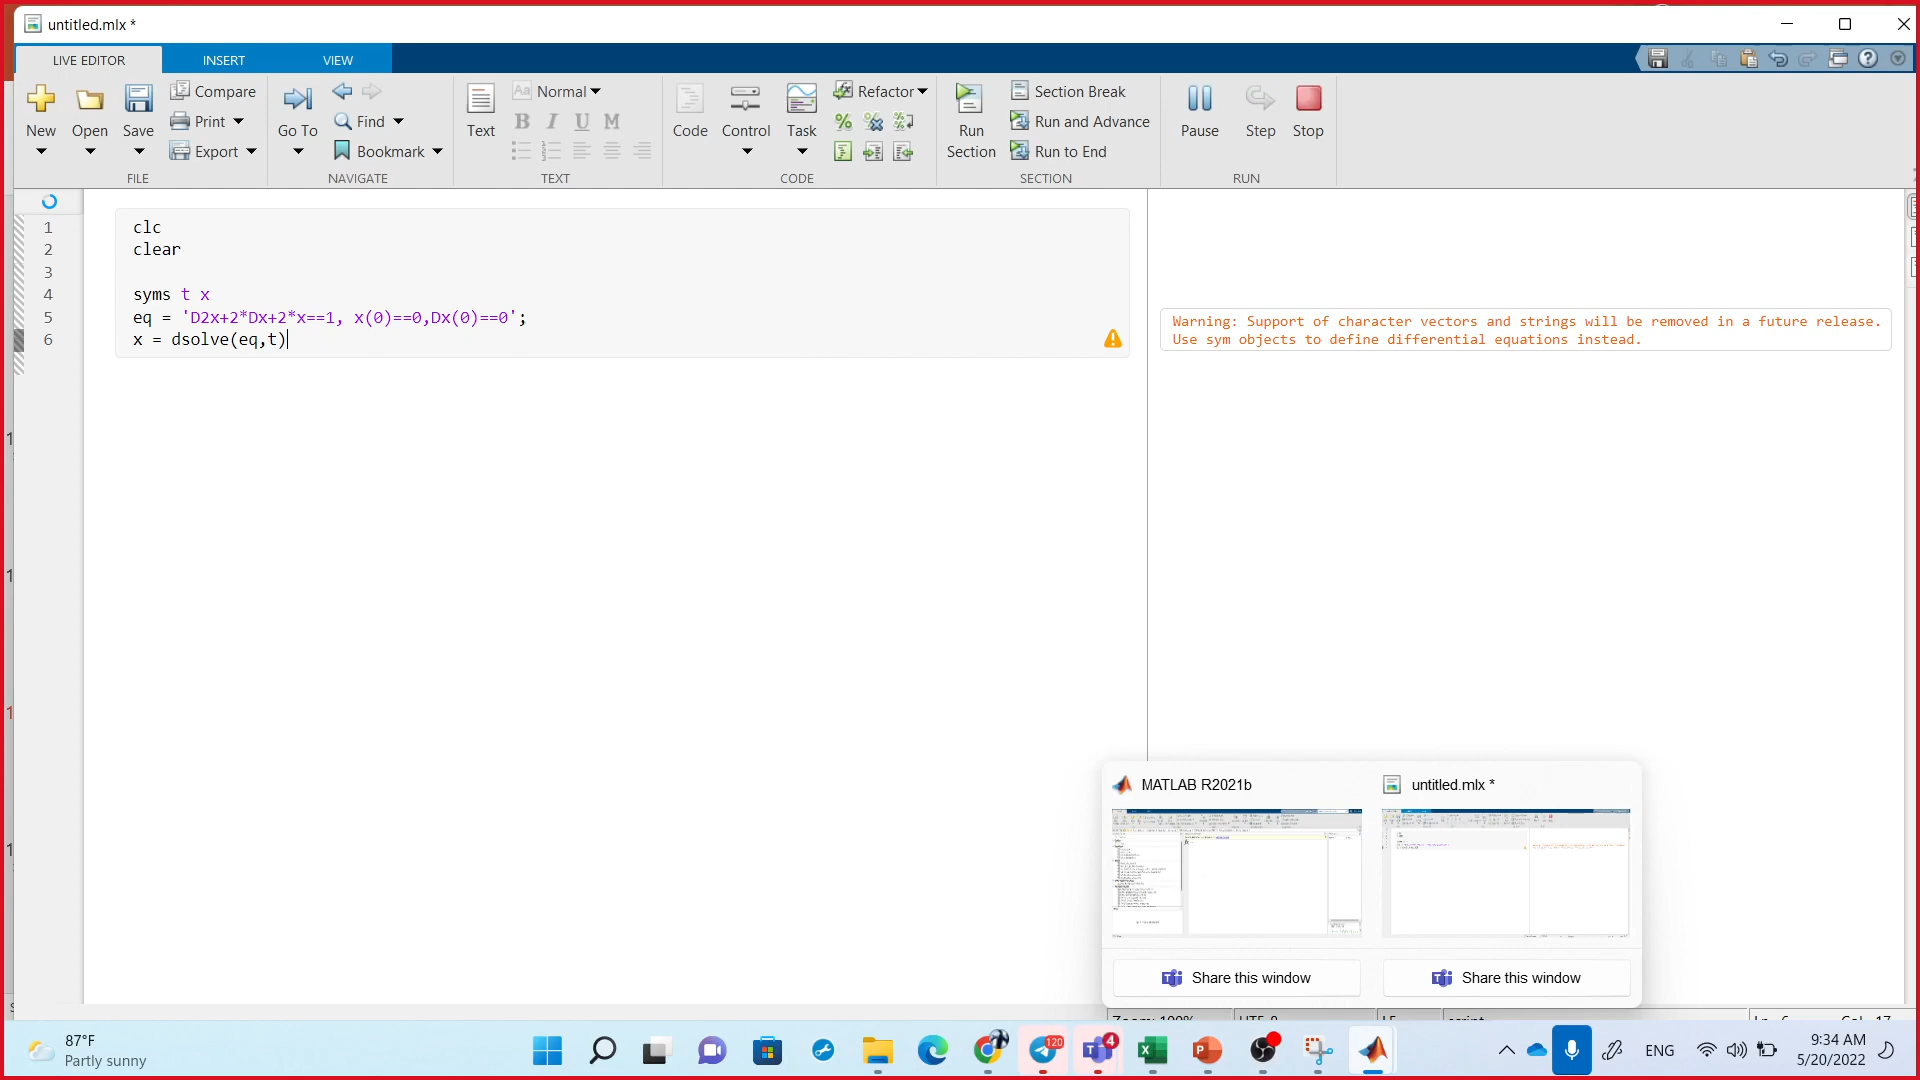 untitled.mlx *
LIVE EDITOR INSERT VIEW
New Open Save Compare Print Export
FILE
Go To Find Bookmark
NAVIGATE
Text Aa Normal
B I U M
TEXT
Code Control Task Refactor
CODE
Run Section Section Break
Run and Advance
Run to End
SECTION
Pause Step Stop
RUN
1 clc
2 clear
3
4 syms t x
5 eq = 'D2x+2*Dx+2*x==1, x(0)==0,Dx(0)==0';
6 x = dsolve(eq,t)
Warning: Support of character vectors and strings will be removed in a future release.
Use sym objects to define differential equations instead.
MATLAB R2021b untitled.mlx *
Share this window Share this window
87°F
Partly sunny
120
4
ENG
9:34 AM
5/20/2022